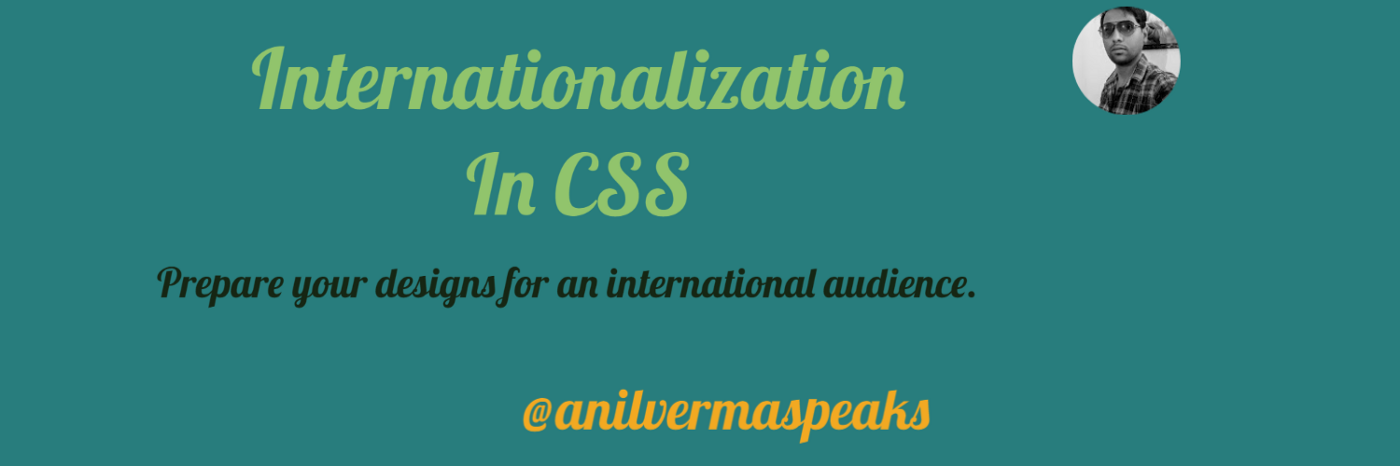 Internationalization
In CSS
Prepare your designs for an international audience.
@anilvermaspeaks